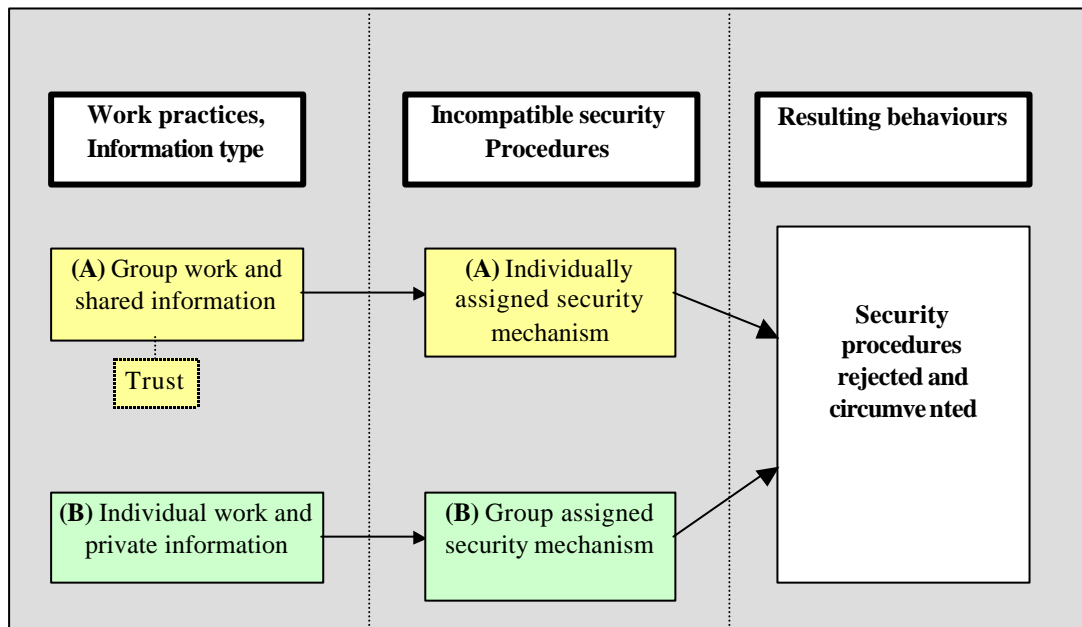 Work practices,
Information type
Incompatible security
Procedures
Resulting behaviours
(A) Group work and
shared information
(A) Individually
assigned security
mechanism
Security
procedures
rejected and
circumve nted
Trust
(B) Individual work and
private information
(B) Group assigned
security mechanism